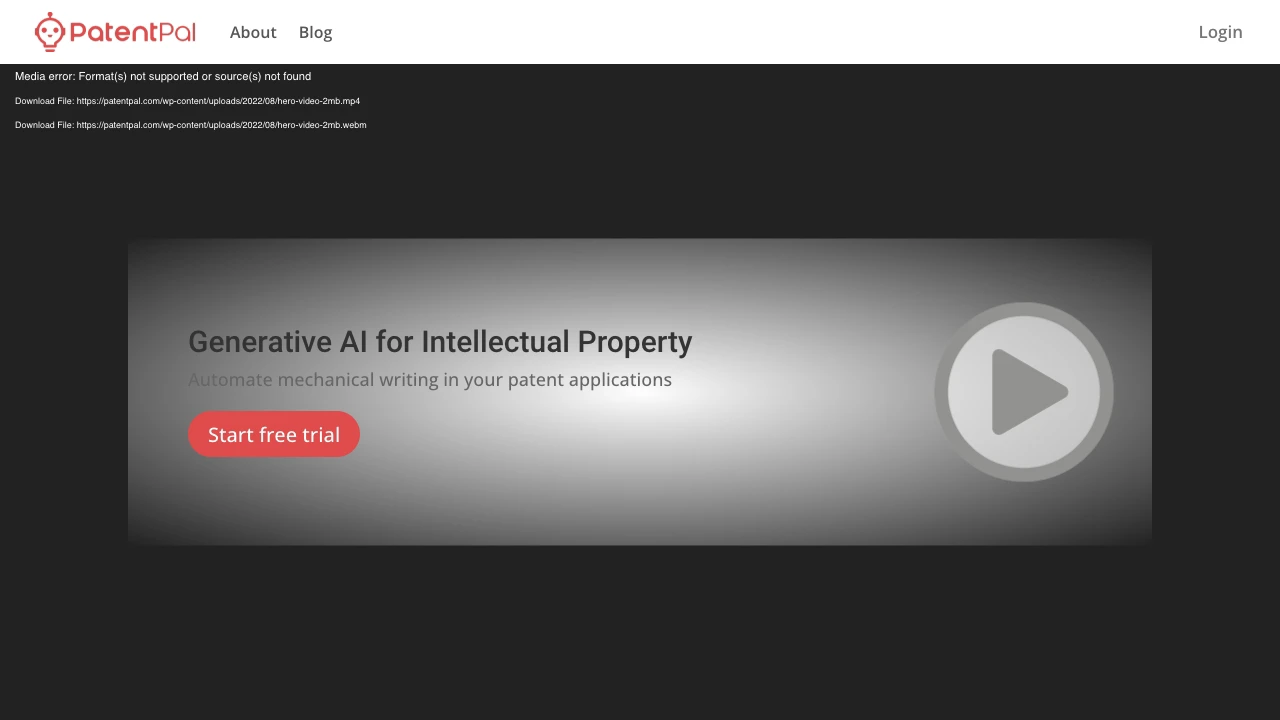 PatentPal
About
Blog
Login
Media error: Format(s) not supported or source(s) not found
Download File: https://patentpal.com/wp-content/uploads/2022/08/hero-video-2mb.mp4
Download File: https://patentpal.com/wp-content/uploads/2022/08/hero-video-2mb.webm
Generative AI for Intellectual Property
Automate mechanical writing in your patent applications
Start free trial